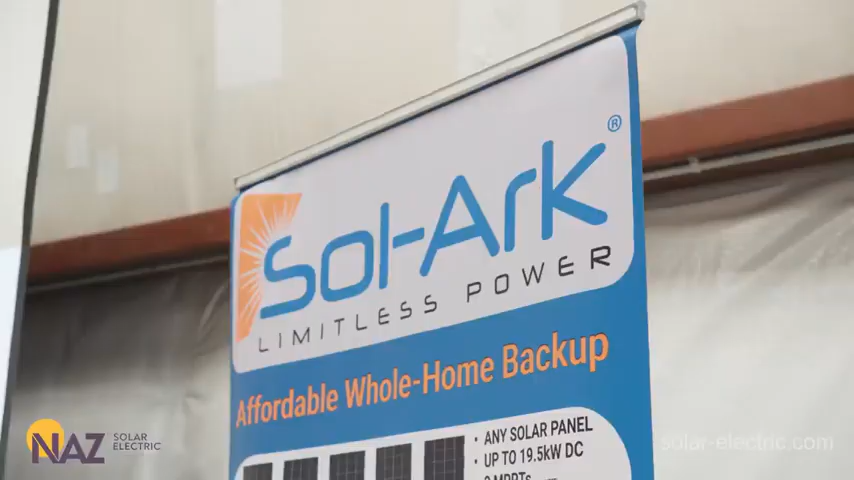 Sol-Ark®
LIMITLESS POWER
Affordable Whole-Home Backup
• ANY SOLAR PANEL
• UP TO 19.5kW DC
MPPTs
NAZ SOLAR
ELECTRIC
solar-electric.com